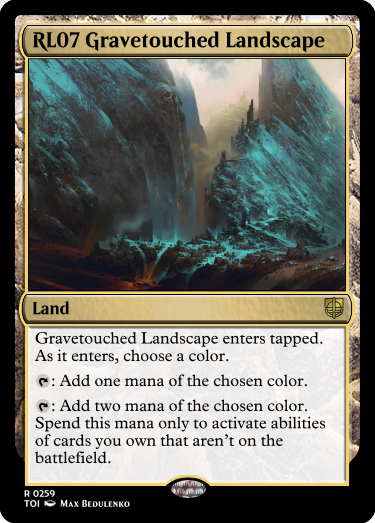 RL07 Gravetouched Landscape
Land
Gravetouched Landscape enters tapped.
As it enters, choose a color.
: Add one mana of the chosen color.
: Add two mana of the chosen color.
Spend this mana only to activate abilities
of cards you own that aren't on the
battlefield.
R 0259
TOI Max Bedulenko